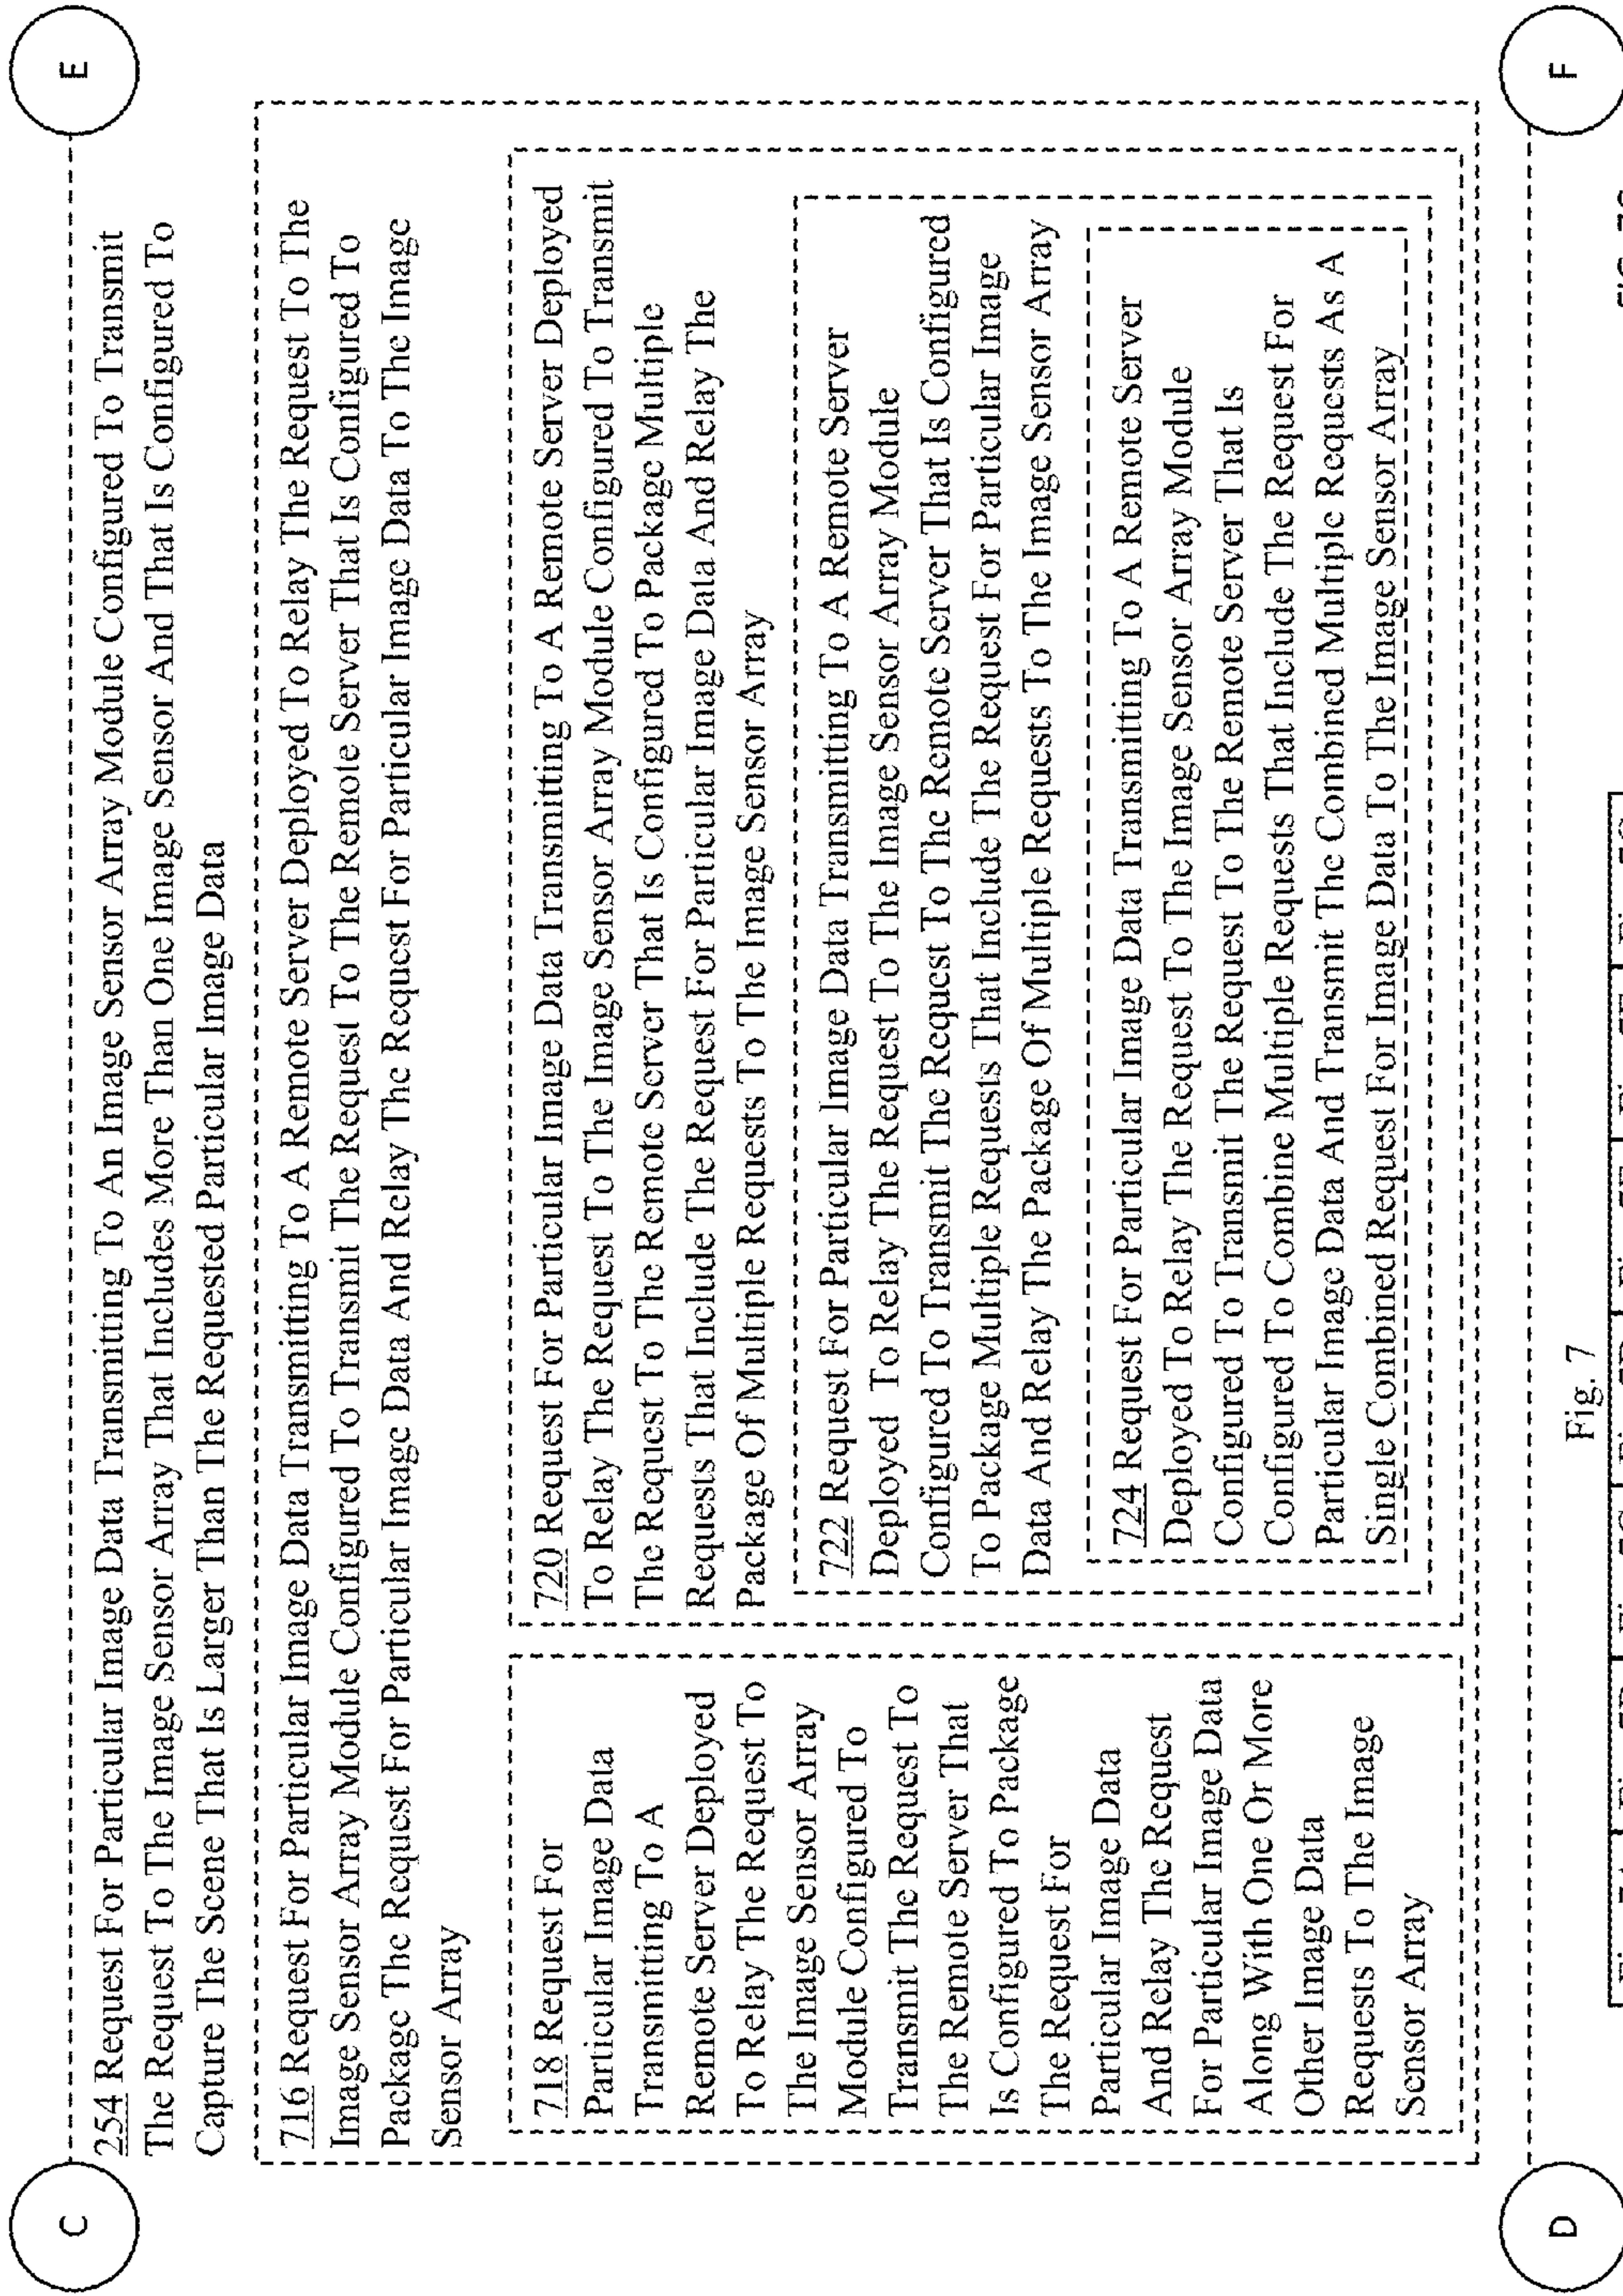 C
E
254 Request For Particular Image Data Transmitting To An Image Sensor Array Module Configured To Transmit
The Request To The Image Sensor Array That Includes More Than One Image Sensor And That Is Configured To
Capture The Scene That Is Larger Than The Requested Particular Image Data
716 Request For Particular Image Data Transmitting To A Remote Server Deployed To Relay The Request To The
Image Sensor Array Module Configured To Transmit The Request To The Remote Server That Is Configured To
Package The Request For Particular Image Data And Relay The Request For Particular Image Data To The Image
Sensor Array
718 Request For
Particular Image Data
Transmitting To A
Remote Server Deployed
To Relay The Request To
The Image Sensor Array
Module Configured To
Transmit The Request To
The Remote Server That
Is Configured To Package
The Request For
Particular Image Data
And Relay The Request
For Particular Image Data
Along With One Or More
Other Image Data
Requests To The Image
Sensor Array
720 Request For Particular Image Data Transmitting To A Remote Server Deployed
To Relay The Request To The Image Sensor Array Module Configured To Transmit
The Request To The Remote Server That Is Configured To Package Multiple
Requests That Include The Request For Particular Image Data And Relay The
Package Of Multiple Requests To The Image Sensor Array
722 Request For Particular Image Data Transmitting To A Remote Server
Deployed To Relay The Request To The Image Sensor Array Module
Configured To Transmit The Request To The Remote Server That Is Configured
To Package Multiple Requests That Include The Request For Particular Image
Data And Relay The Package Of Multiple Requests To The Image Sensor Array
724 Request For Particular Image Data Transmitting To A Remote Server
Deployed To Relay The Request To The Image Sensor Array Module
Configured To Transmit The Request To The Remote Server That Is
Configured To Combine Multiple Requests That Include The Request For
Particular Image Data And Transmit The Combined Multiple Requests As A
Single Combined Request For Image Data To The Image Sensor Array
D
F
Fig. 7